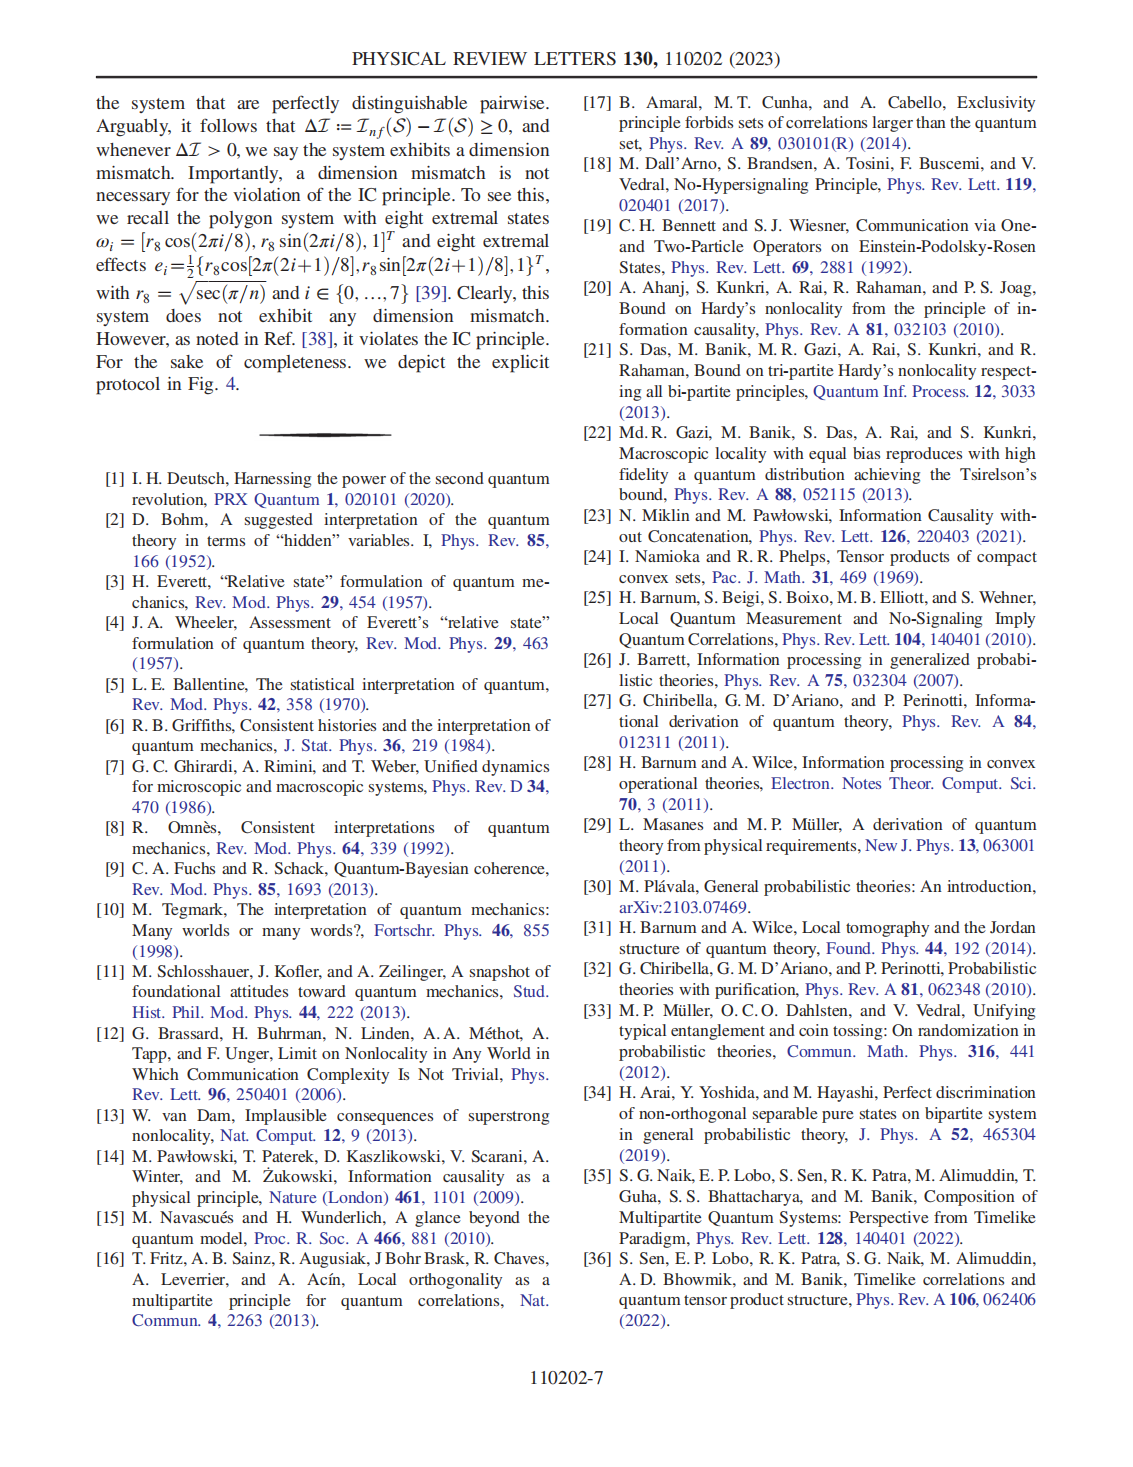 PHYSICAL REVIEW LETTERS 130, 110202 (2023)
the system that are perfectly distinguishable pairwise.
Arguably, it follows that Δℐ ≔ ℐ_{nf}(𝒮) − ℐ(𝒮) ≥ 0, and
whenever Δℐ > 0, we say the system exhibits a dimension
mismatch. Importantly, a dimension mismatch is not
necessary for the violation of the IC principle. To see this,
we recall the polygon system with eight extremal states
ω_i = [r_8 cos(2πi/8), r_8 sin(2πi/8), 1]^T and eight extremal
effects e_i=½{r_8cos[2π(2i+1)/8],r_8sin[2π(2i+1)/8],1}^T,
with r_8 = √sec(π/n) and i ∈ {0, …,7} [39]. Clearly, this
system does not exhibit any dimension mismatch.
However, as noted in Ref. [38], it violates the IC principle.
For the sake of completeness. we depict the explicit
protocol in Fig. 4.
[1] I. H. Deutsch, Harnessing the power of the second quantum
revolution, PRX Quantum 1, 020101 (2020).
[2] D. Bohm, A suggested interpretation of the quantum
theory in terms of “hidden” variables. I, Phys. Rev. 85,
166 (1952).
[3] H. Everett, “Relative state” formulation of quantum me-
chanics, Rev. Mod. Phys. 29, 454 (1957).
[4] J. A. Wheeler, Assessment of Everett’s “relative state”
formulation of quantum theory, Rev. Mod. Phys. 29, 463
(1957).
[5] L. E. Ballentine, The statistical interpretation of quantum,
Rev. Mod. Phys. 42, 358 (1970).
[6] R. B. Griffiths, Consistent histories and the interpretation of
quantum mechanics, J. Stat. Phys. 36, 219 (1984).
[7] G. C. Ghirardi, A. Rimini, and T. Weber, Unified dynamics
for microscopic and macroscopic systems, Phys. Rev. D 34,
470 (1986).
[8] R. Omnès, Consistent interpretations of quantum
mechanics, Rev. Mod. Phys. 64, 339 (1992).
[9] C. A. Fuchs and R. Schack, Quantum-Bayesian coherence,
Rev. Mod. Phys. 85, 1693 (2013).
[10] M. Tegmark, The interpretation of quantum mechanics:
Many worlds or many words?, Fortschr. Phys. 46, 855
(1998).
[11] M. Schlosshauer, J. Kofler, and A. Zeilinger, A snapshot of
foundational attitudes toward quantum mechanics, Stud.
Hist. Phil. Mod. Phys. 44, 222 (2013).
[12] G. Brassard, H. Buhrman, N. Linden, A. A. Méthot, A.
Tapp, and F. Unger, Limit on Nonlocality in Any World in
Which Communication Complexity Is Not Trivial, Phys.
Rev. Lett. 96, 250401 (2006).
[13] W. van Dam, Implausible consequences of superstrong
nonlocality, Nat. Comput. 12, 9 (2013).
[14] M. Pawłowski, T. Paterek, D. Kaszlikowski, V. Scarani, A.
Winter, and M. Żukowski, Information causality as a
physical principle, Nature (London) 461, 1101 (2009).
[15] M. Navascués and H. Wunderlich, A glance beyond the
quantum model, Proc. R. Soc. A 466, 881 (2010).
[16] T. Fritz, A. B. Sainz, R. Augusiak, J Bohr Brask, R. Chaves,
A. Leverrier, and A. Acín, Local orthogonality as a
multipartite principle for quantum correlations, Nat.
Commun. 4, 2263 (2013).
[17] B. Amaral, M. T. Cunha, and A. Cabello, Exclusivity
principle forbids sets of correlations larger than the quantum
set, Phys. Rev. A 89, 030101(R) (2014).
[18] M. Dall’Arno, S. Brandsen, A. Tosini, F. Buscemi, and V.
Vedral, No-Hypersignaling Principle, Phys. Rev. Lett. 119,
020401 (2017).
[19] C. H. Bennett and S. J. Wiesner, Communication via One-
and Two-Particle Operators on Einstein-Podolsky-Rosen
States, Phys. Rev. Lett. 69, 2881 (1992).
[20] A. Ahanj, S. Kunkri, A. Rai, R. Rahaman, and P. S. Joag,
Bound on Hardy’s nonlocality from the principle of in-
formation causality, Phys. Rev. A 81, 032103 (2010).
[21] S. Das, M. Banik, M. R. Gazi, A. Rai, S. Kunkri, and R.
Rahaman, Bound on tri-partite Hardy’s nonlocality respect-
ing all bi-partite principles, Quantum Inf. Process. 12, 3033
(2013).
[22] Md. R. Gazi, M. Banik, S. Das, A. Rai, and S. Kunkri,
Macroscopic locality with equal bias reproduces with high
fidelity a quantum distribution achieving the Tsirelson’s
bound, Phys. Rev. A 88, 052115 (2013).
[23] N. Miklin and M. Pawłowski, Information Causality with-
out Concatenation, Phys. Rev. Lett. 126, 220403 (2021).
[24] I. Namioka and R. R. Phelps, Tensor products of compact
convex sets, Pac. J. Math. 31, 469 (1969).
[25] H. Barnum, S. Beigi, S. Boixo, M. B. Elliott, and S. Wehner,
Local Quantum Measurement and No-Signaling Imply
Quantum Correlations, Phys. Rev. Lett. 104, 140401 (2010).
[26] J. Barrett, Information processing in generalized probabi-
listic theories, Phys. Rev. A 75, 032304 (2007).
[27] G. Chiribella, G. M. D’Ariano, and P. Perinotti, Informa-
tional derivation of quantum theory, Phys. Rev. A 84,
012311 (2011).
[28] H. Barnum and A. Wilce, Information processing in convex
operational theories, Electron. Notes Theor. Comput. Sci.
70, 3 (2011).
[29] L. Masanes and M. P. Müller, A derivation of quantum
theory from physical requirements, New J. Phys. 13, 063001
(2011).
[30] M. Plávala, General probabilistic theories: An introduction,
arXiv:2103.07469.
[31] H. Barnum and A. Wilce, Local tomography and the Jordan
structure of quantum theory, Found. Phys. 44, 192 (2014).
[32] G. Chiribella, G. M. D’Ariano, and P. Perinotti, Probabilistic
theories with purification, Phys. Rev. A 81, 062348 (2010).
[33] M. P. Müller, O. C. O. Dahlsten, and V. Vedral, Unifying
typical entanglement and coin tossing: On randomization in
probabilistic theories, Commun. Math. Phys. 316, 441
(2012).
[34] H. Arai, Y. Yoshida, and M. Hayashi, Perfect discrimination
of non-orthogonal separable pure states on bipartite system
in general probabilistic theory, J. Phys. A 52, 465304
(2019).
[35] S. G. Naik, E. P. Lobo, S. Sen, R. K. Patra, M. Alimuddin, T.
Guha, S. S. Bhattacharya, and M. Banik, Composition of
Multipartite Quantum Systems: Perspective from Timelike
Paradigm, Phys. Rev. Lett. 128, 140401 (2022).
[36] S. Sen, E. P. Lobo, R. K. Patra, S. G. Naik, M. Alimuddin,
A. D. Bhowmik, and M. Banik, Timelike correlations and
quantum tensor product structure, Phys. Rev. A 106, 062406
(2022).
110202-7